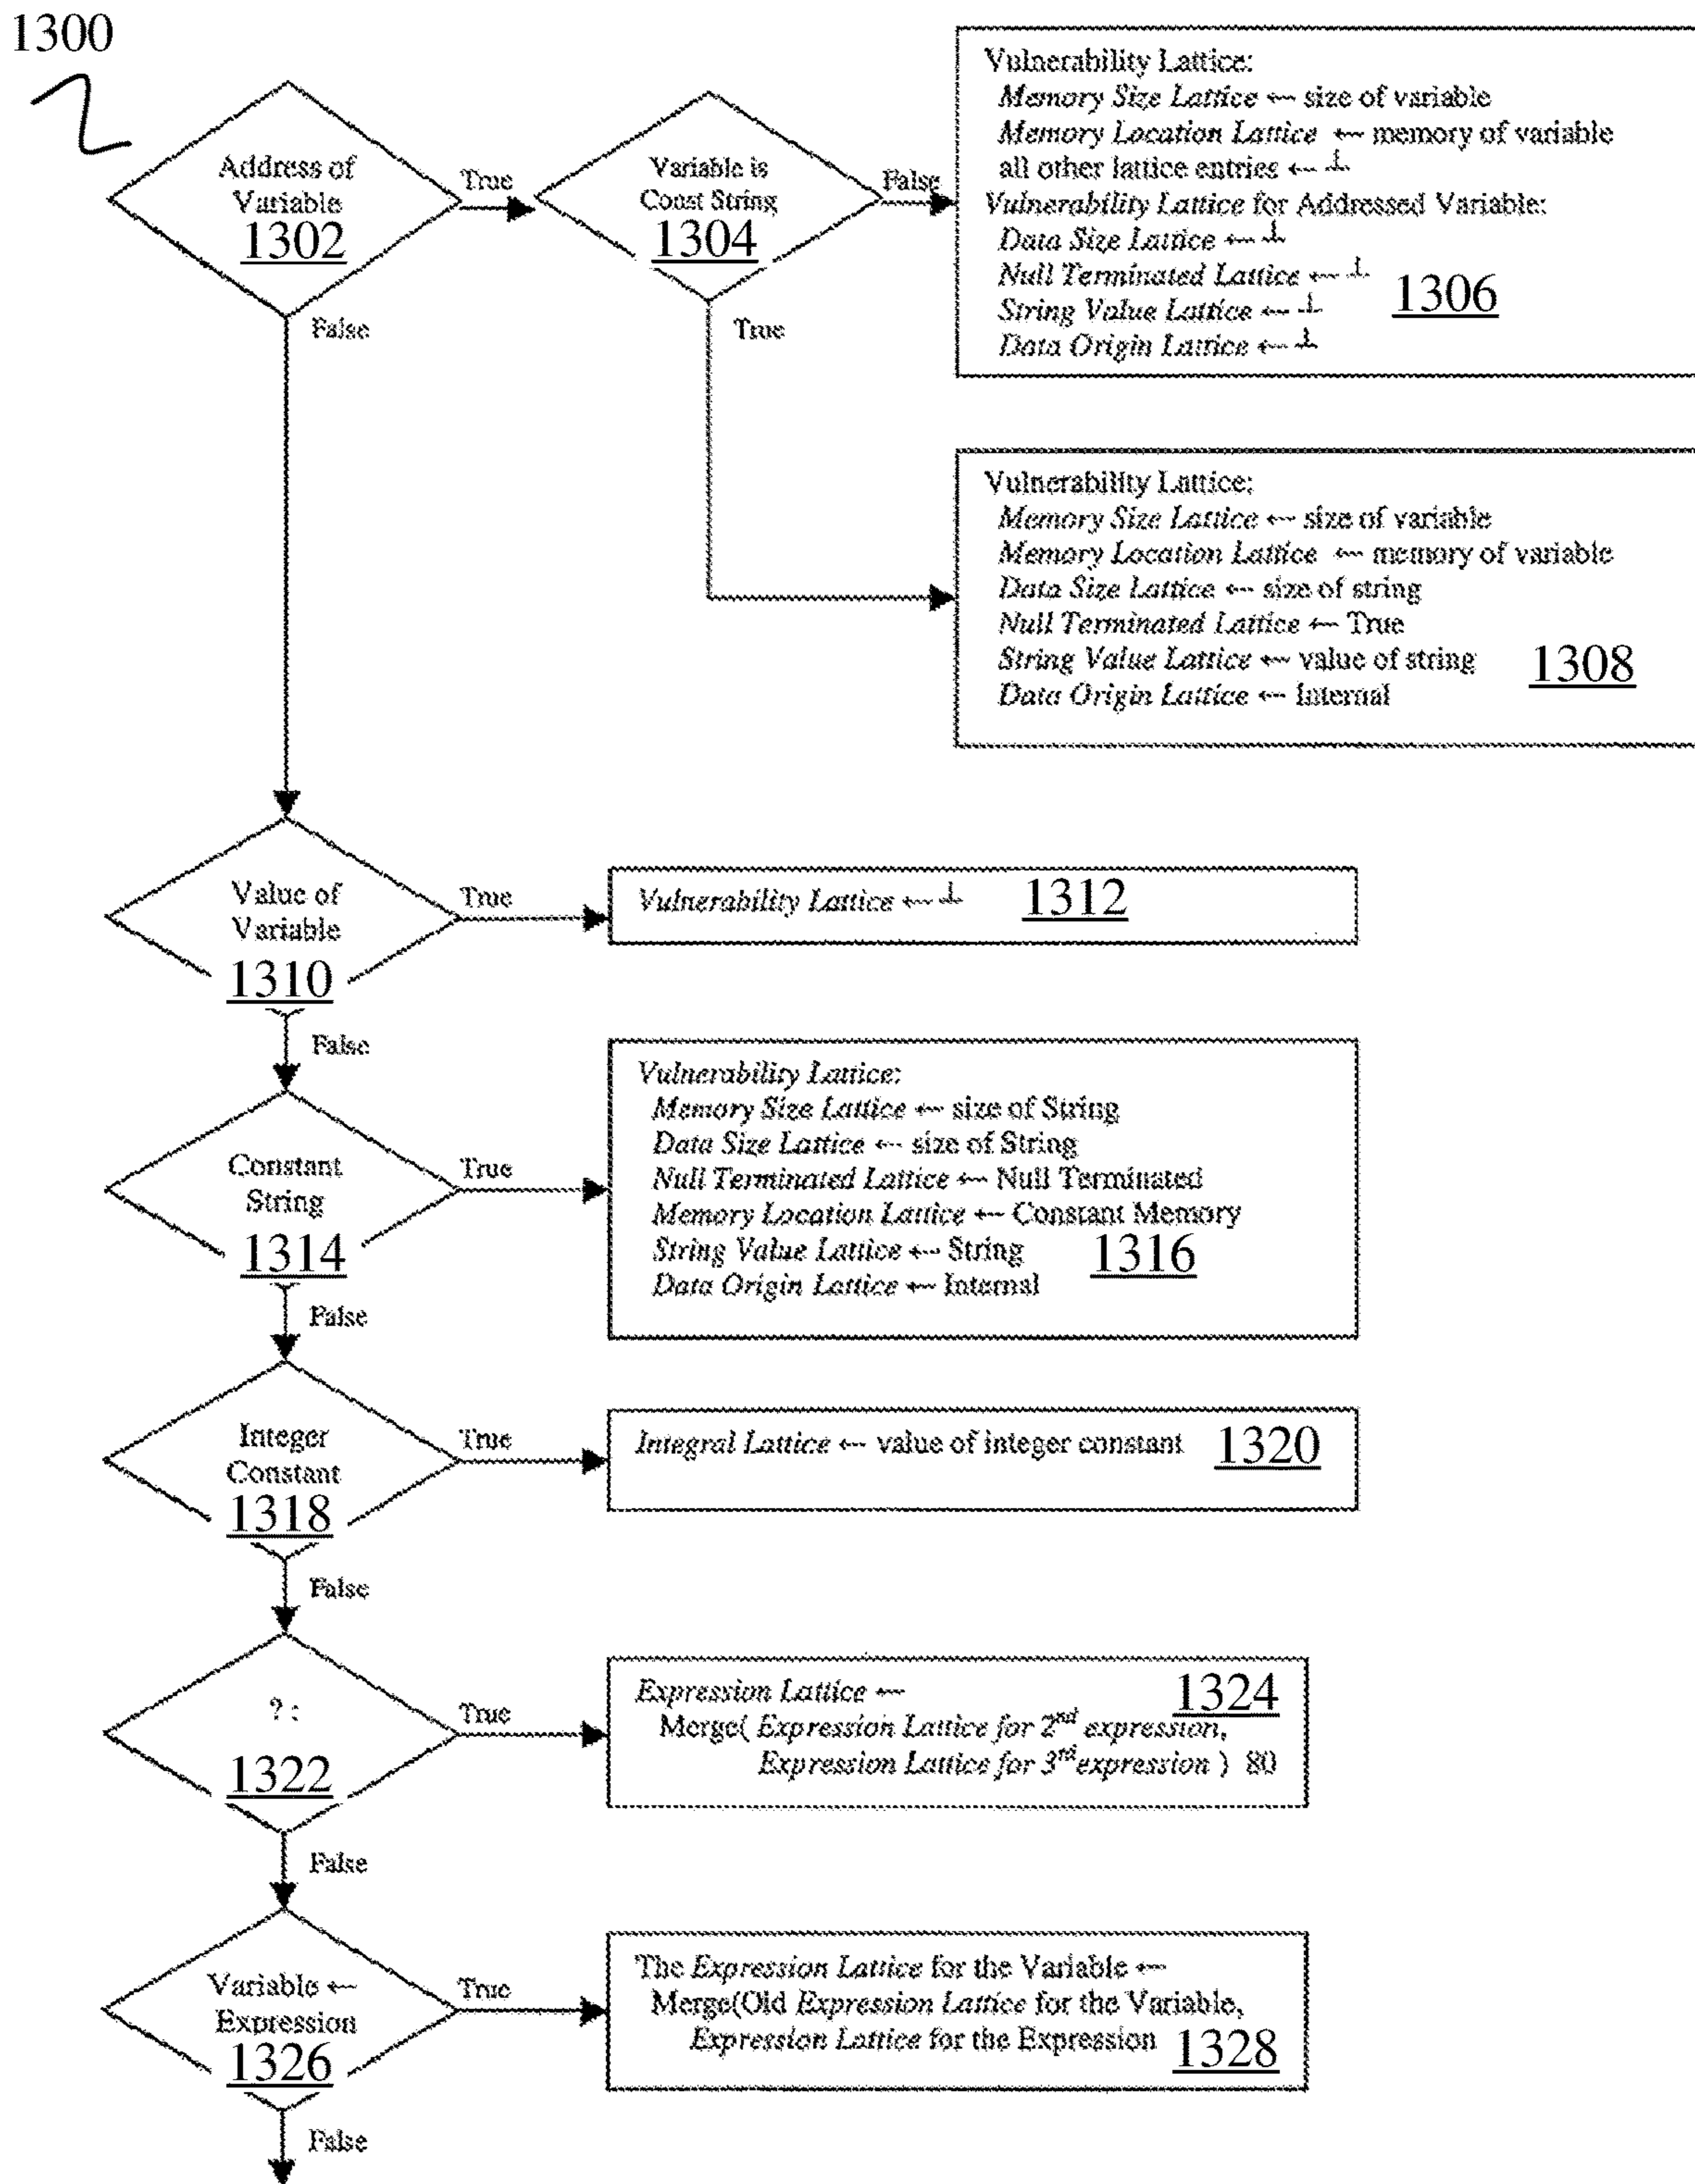 1300
Address of
Variable
1302
True
False
Variable is
Const String
1304
False
True
Vulnerability Lattice:
Memory Size Lattice ← size of variable
Memory Location Lattice ← memory of variable
all other lattice entries ← ⊥
Vulnerability Lattice for Addressed Variable:
Data Size Lattice ← ⊥
Null Terminated Lattice ← ⊥
String Value Lattice ← ⊥
Data Origin Lattice ← ⊥
1306
Vulnerability Lattice:
Memory Size Lattice ← size of variable
Memory Location Lattice ← memory of variable
Data Size Lattice ← size of string
Null Terminated Lattice ← True
String Value Lattice ← value of string
Data Origin Lattice ← Internal
1308
Value of
Variable
1310
True
False
Vulnerability Lattice ← ⊥ 1312
Constant
String
1314
True
False
Vulnerability Lattice:
Memory Size Lattice ← size of String
Data Size Lattice ← size of String
Null Terminated Lattice ← Null Terminated
Memory Location Lattice ← Constant Memory
String Value Lattice ← String
Data Origin Lattice ← Internal
1316
Integer
Constant
1318
True
False
Integral Lattice ← value of integer constant 1320
? :
1322
True
False
Expression Lattice ←
Merge( Expression Lattice for 2nd expression,
Expression Lattice for 3rd expression ) 80
1324
Variable ←
Expression
1326
True
False
The Expression Lattice for the Variable ←
Merge(Old Expression Lattice for the Variable,
Expression Lattice for the Expression
1328